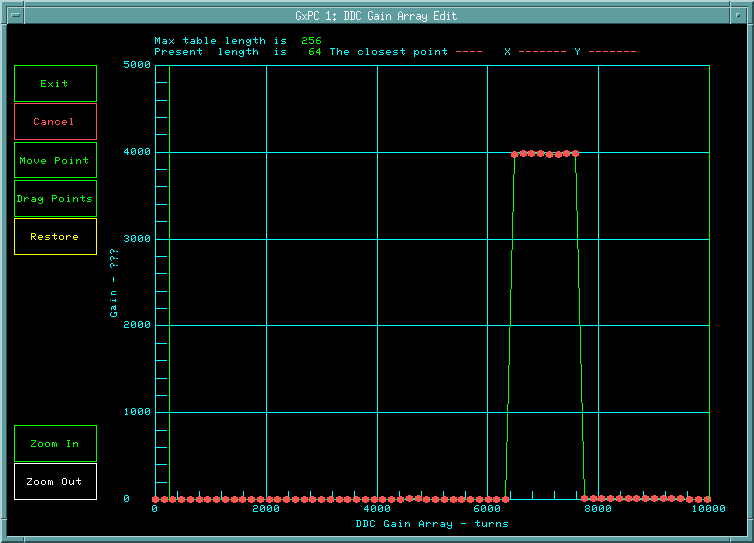 GxPC 1: DDC Gain Array Edit
Max table length is 256
Present length is 64 The closest point ---- X ------- Y -------
Exit
Cancel
Move Point
Drag Points
Restore
Zoom In
Zoom Out
5000
4000
3000
2000
1000
0
Gain - ???
0 2000 4000 6000 8000 10000
DDC Gain Array - turns